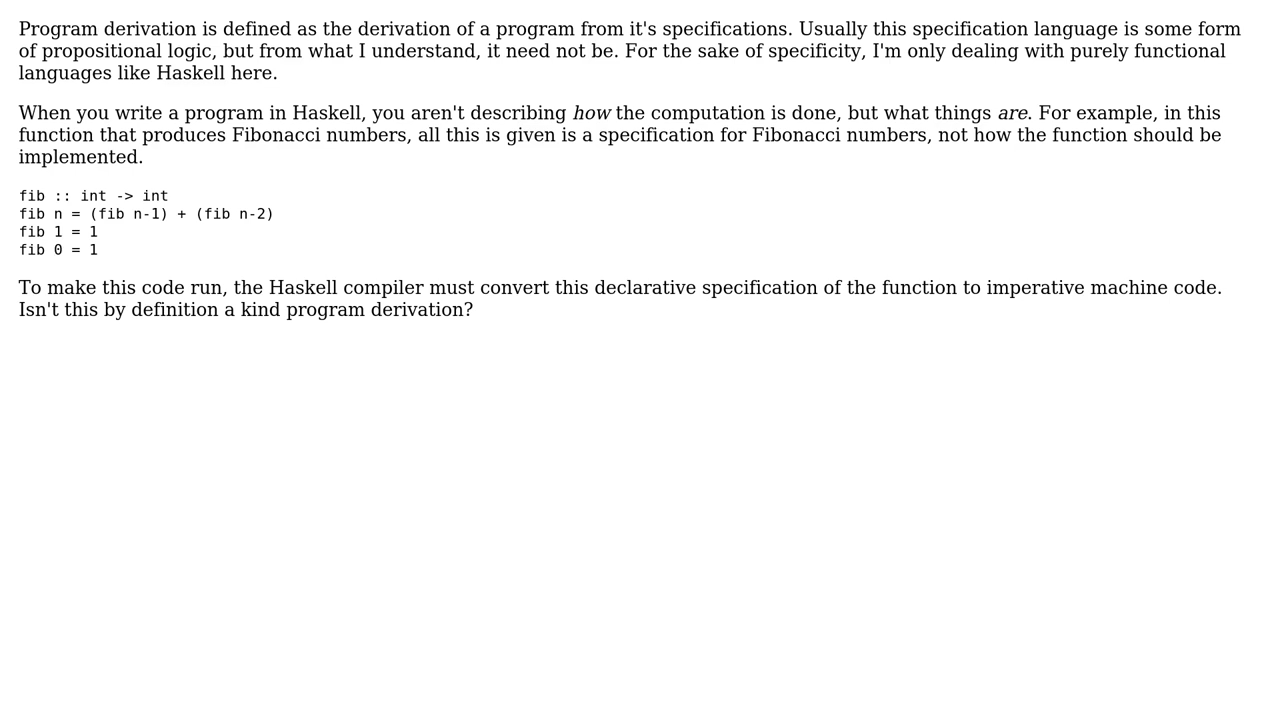 Program derivation is defined as the derivation of a program from it's specifications. Usually this specification language is some form
of propositional logic, but from what I understand, it need not be. For the sake of specificity, I'm only dealing with purely functional
languages like Haskell here.
When you write a program in Haskell, you aren't describing how the computation is done, but what things are. For example, in this
function that produces Fibonacci numbers, all this is given is a specification for Fibonacci numbers, not how the function should be
implemented.
fib :: int -> int
fib n = (fib n-1) + (fib n-2)
fib 1 = 1
fib 0 = 1
To make this code run, the Haskell compiler must convert this declarative specification of the function to imperative machine code.
Isn't this by definition a kind program derivation?